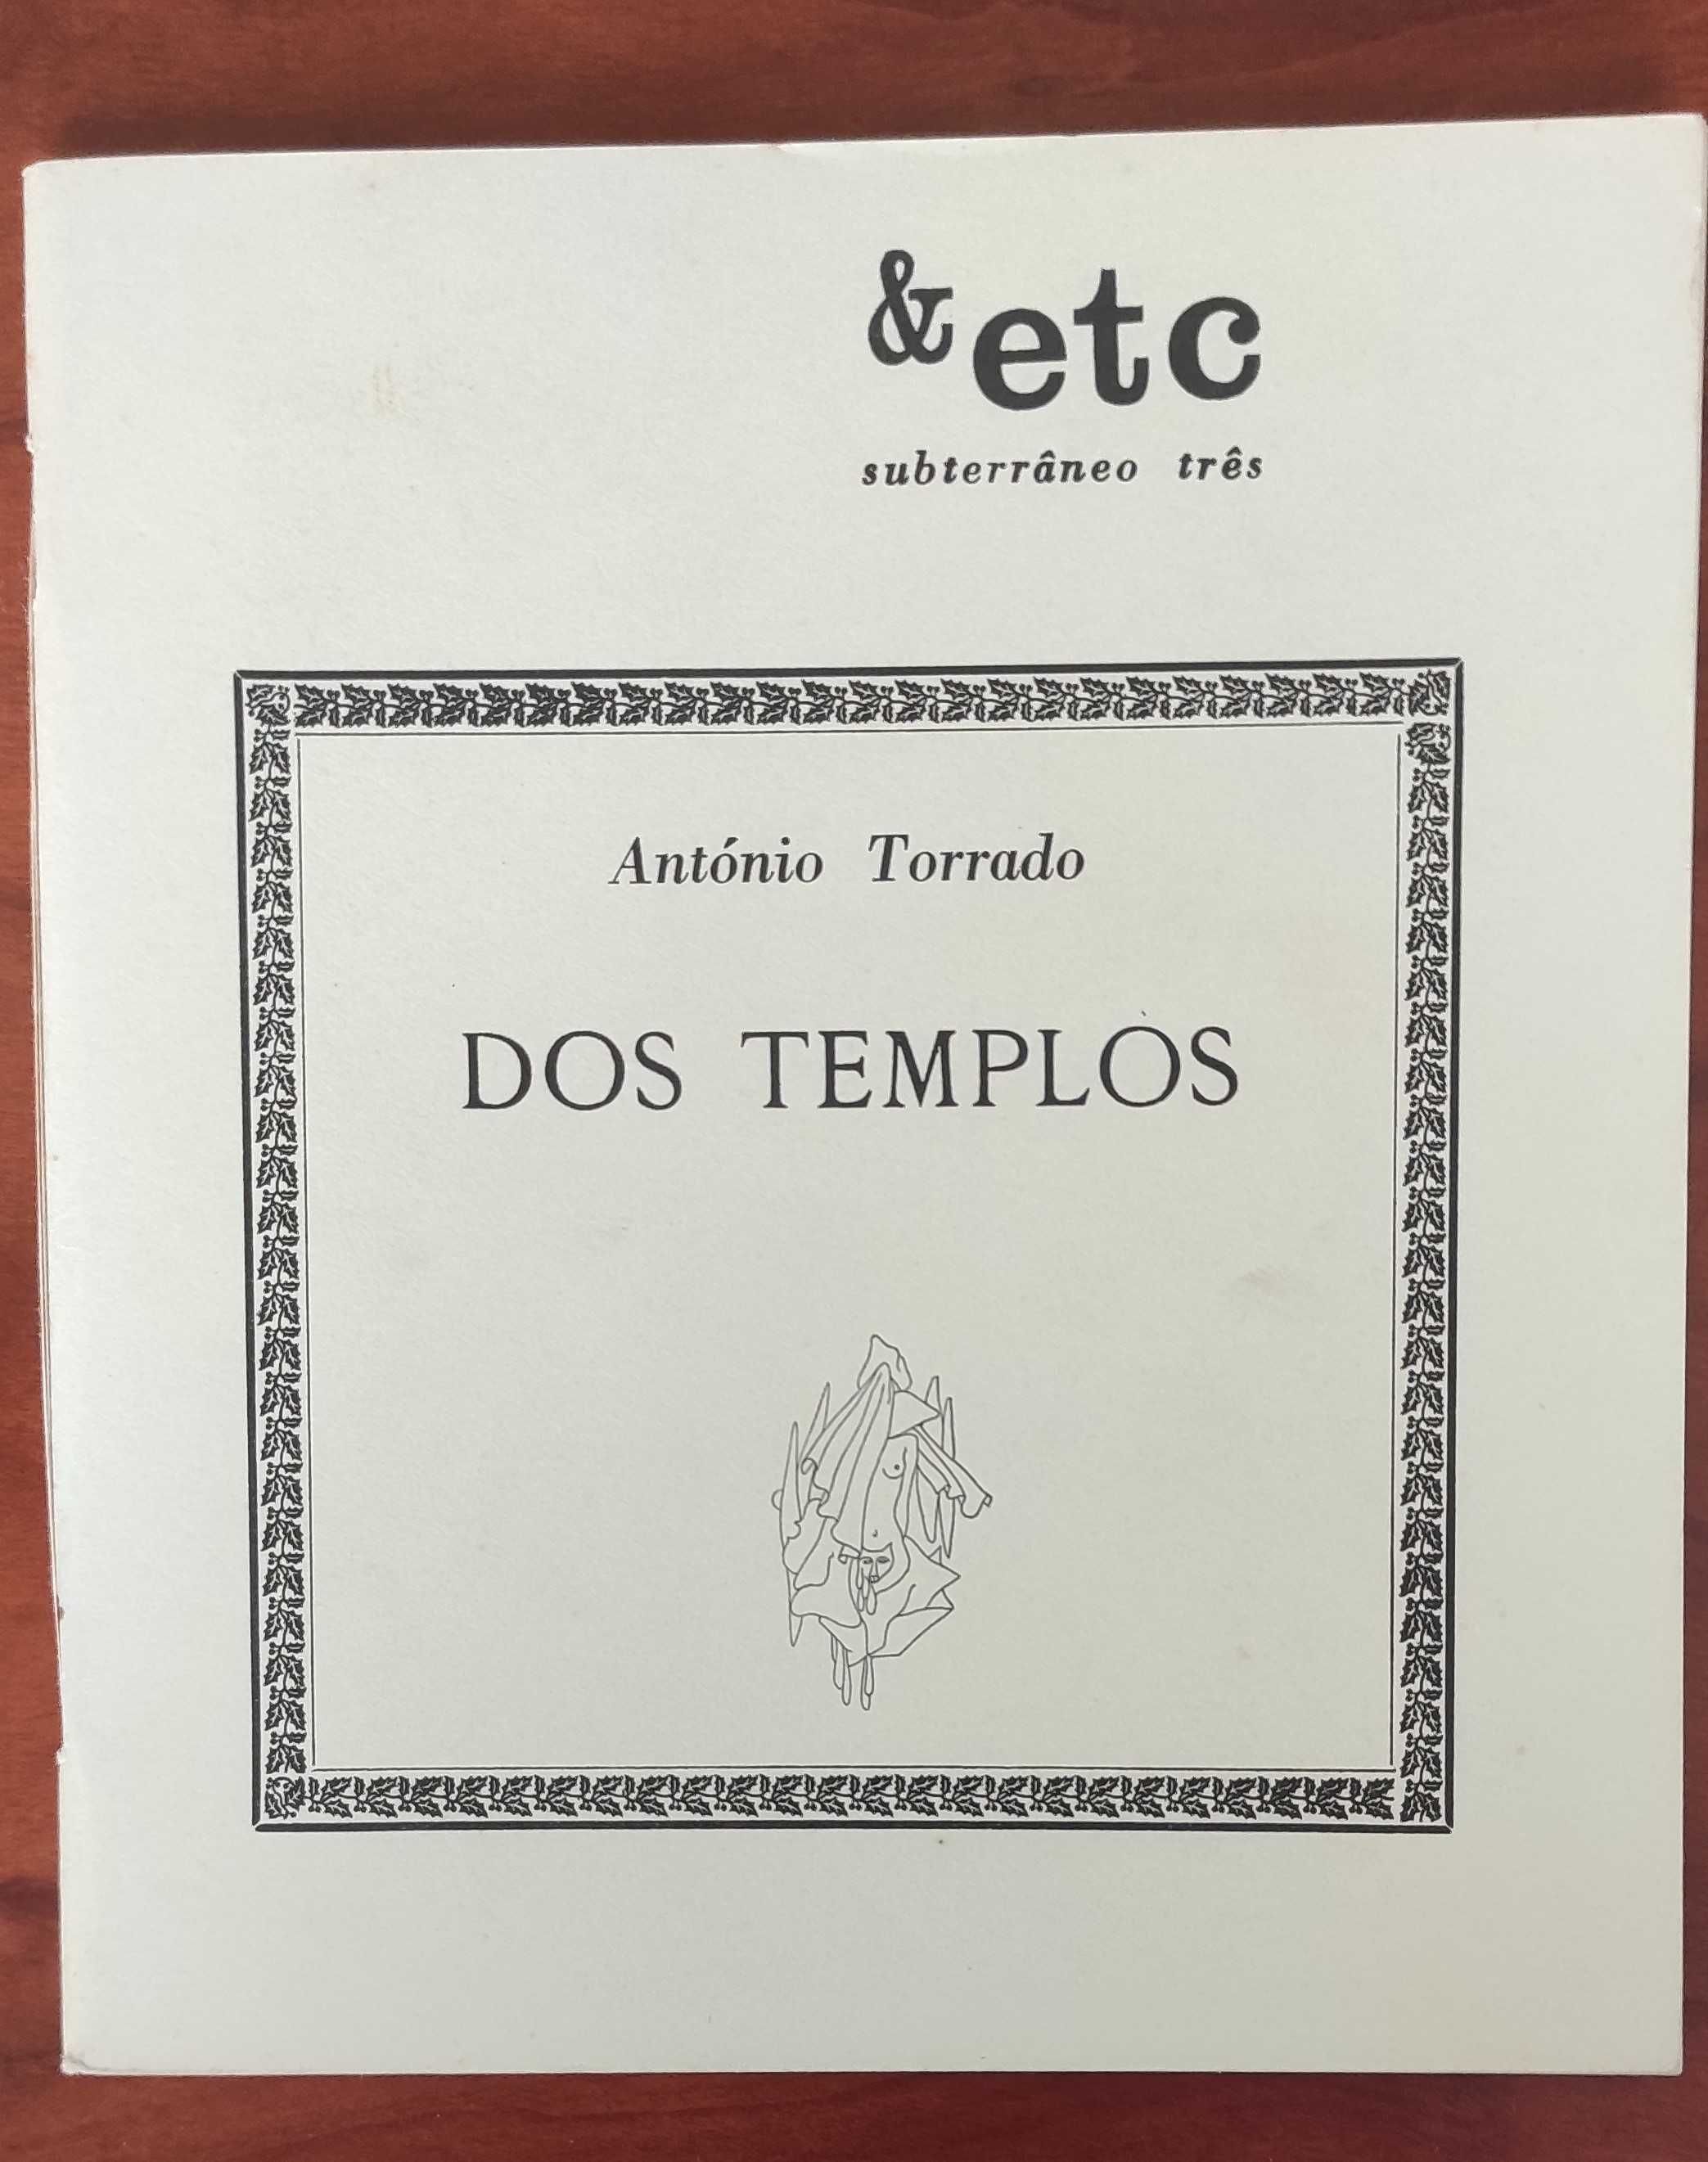 & etc
subterrâneo três
António Torrado
DOS TEMPLOS